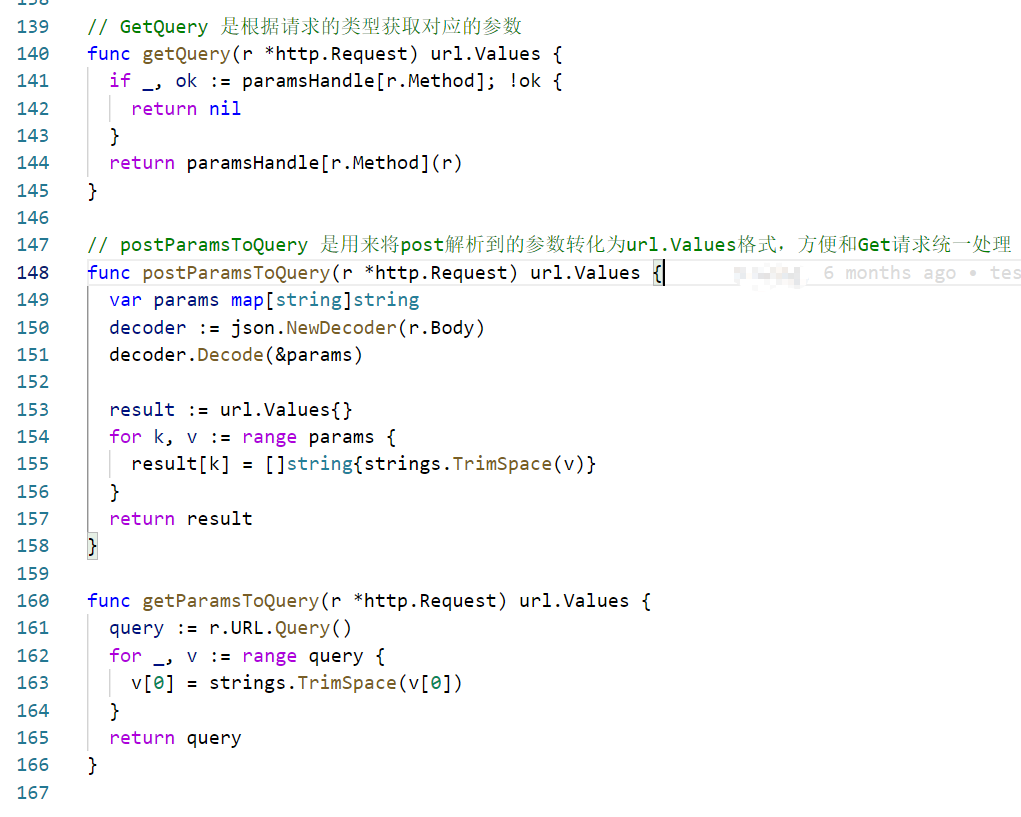 138
139 // GetQuery 是根据请求的类型获取对应的参数
140 func getQuery(r *http.Request) url.Values {
141 if _, ok := paramsHandle[r.Method]; !ok {
142 return nil
143 }
144 return paramsHandle[r.Method](r)
145 }
146
147 // postParamsToQuery 是用来将post解析到的参数转化为url.Values格式，方便和Get请求统一处理
148 func postParamsToQuery(r *http.Request) url.Values { 6 months ago • tes
149 var params map[string]string
150 decoder := json.NewDecoder(r.Body)
151 decoder.Decode(&params)
152
153 result := url.Values{}
154 for k, v := range params {
155 result[k] = []string{strings.TrimSpace(v)}
156 }
157 return result
158 }
159
160 func getParamsToQuery(r *http.Request) url.Values {
161 query := r.URL.Query()
162 for _, v := range query {
163 v[0] = strings.TrimSpace(v[0])
164 }
165 return query
166 }
167